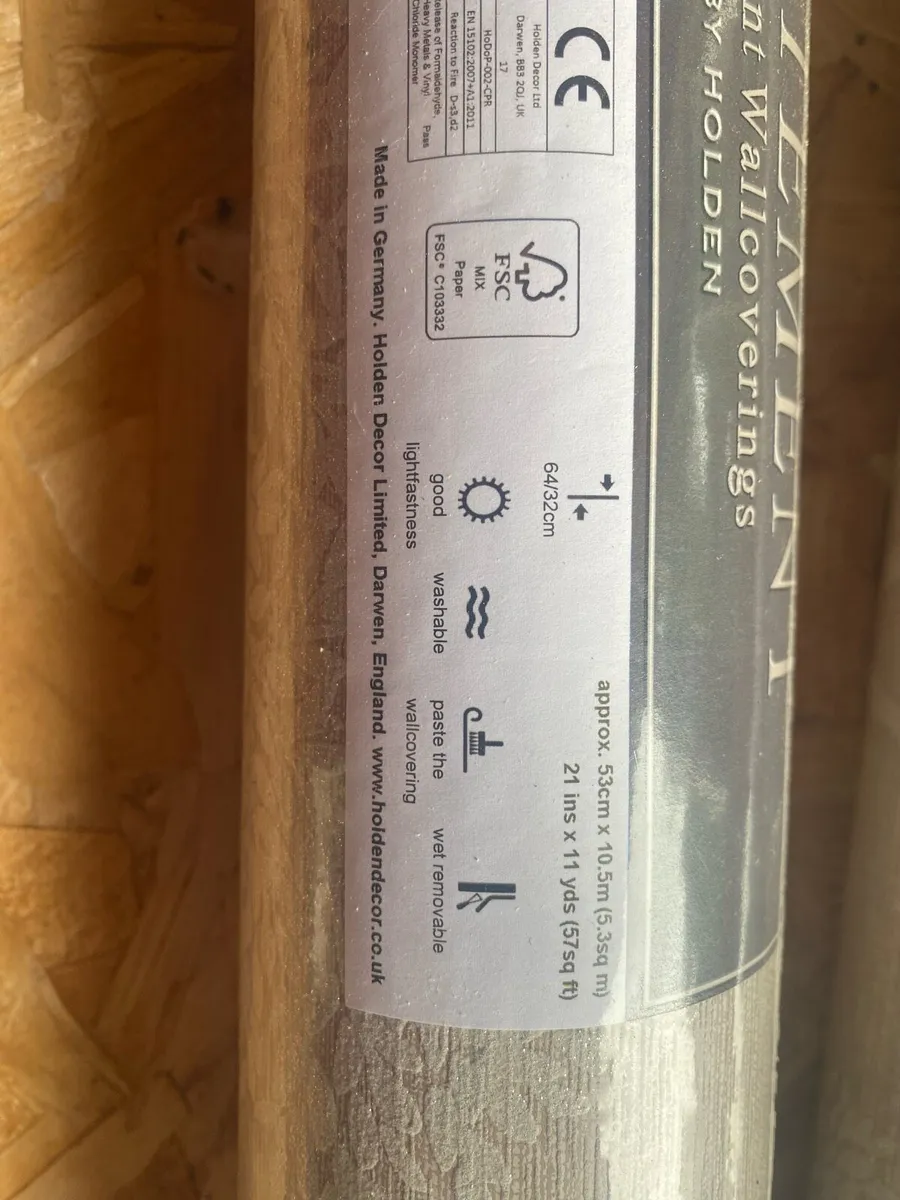 nt Wallcoverings
BY HOLDEN
CE
Holden Decor Ltd
Darwen, BB3 2QJ, UK
17
HoDoP-002-CPR
EN 15102:2007+A1:2011
Reaction to Fire D-s3,d2
Release of Formaldehyde,
Heavy Metals & Vinyl Pass
Chloride Monomer
FSC
MIX
Paper
FSC® C103332
64/32cm
approx. 53cm x 10.5m (5.3sq m)
21 ins x 11 yds (57sq ft)
good
lightfastness
washable
paste the
wallcovering
wet removable
Made in Germany. Holden Decor Limited, Darwen, England. www.holdendecor.co.uk